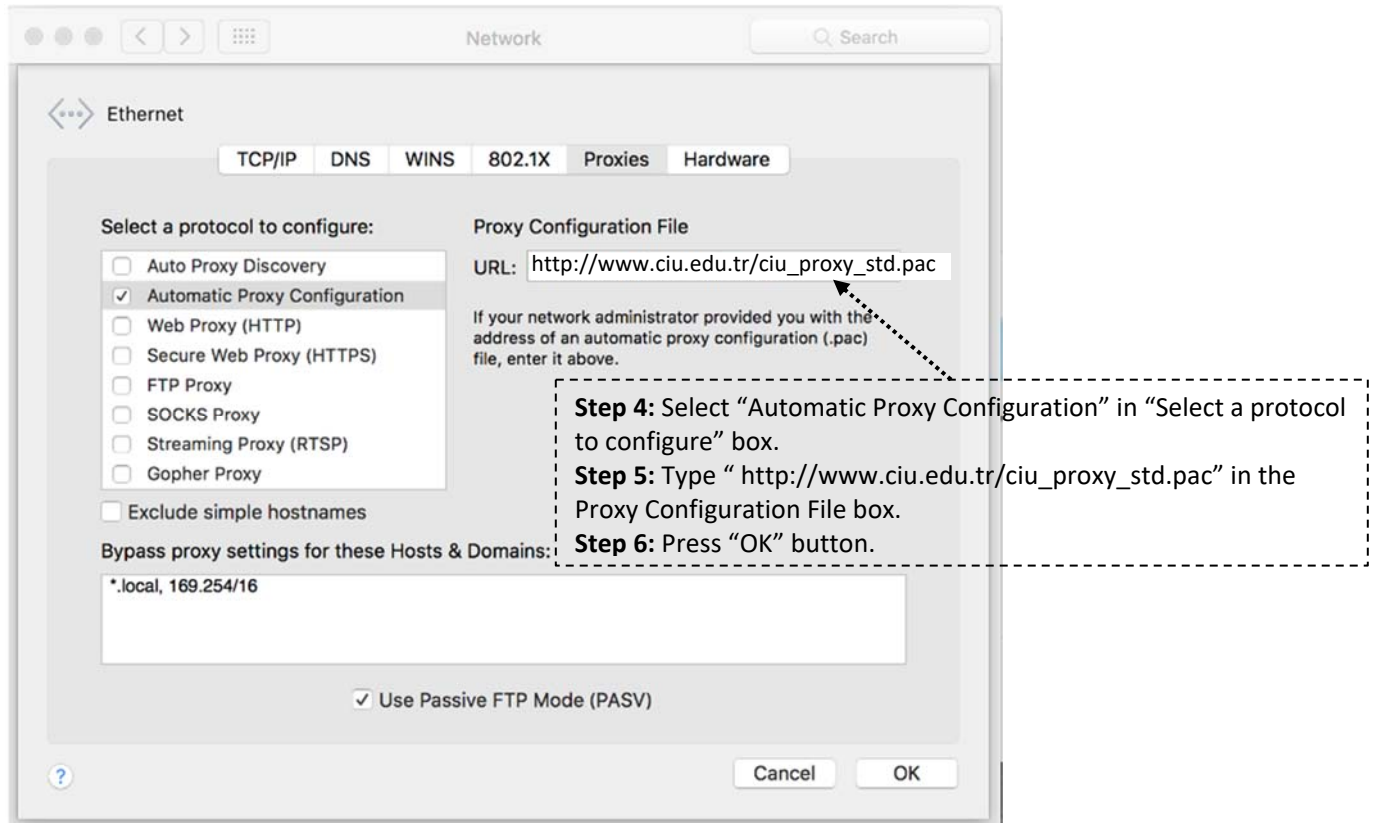 Network
Search
Ethernet
TCP/IP DNS WINS 802.1X Proxies Hardware
Select a protocol to configure:
Auto Proxy Discovery
Automatic Proxy Configuration
Web Proxy (HTTP)
Secure Web Proxy (HTTPS)
FTP Proxy
SOCKS Proxy
Streaming Proxy (RTSP)
Gopher Proxy
Exclude simple hostnames
Proxy Configuration File
URL: http://www.ciu.edu.tr/ciu_proxy_std.pac
If your network administrator provided you with the
address of an automatic proxy configuration (.pac)
file, enter it above.
Step 4: Select “Automatic Proxy Configuration” in “Select a protocol
to configure” box.
Step 5: Type “ http://www.ciu.edu.tr/ciu_proxy_std.pac” in the
Proxy Configuration File box.
Step 6: Press “OK” button.
Bypass proxy settings for these Hosts & Domains:
*.local, 169.254/16
Use Passive FTP Mode (PASV)
?
Cancel OK